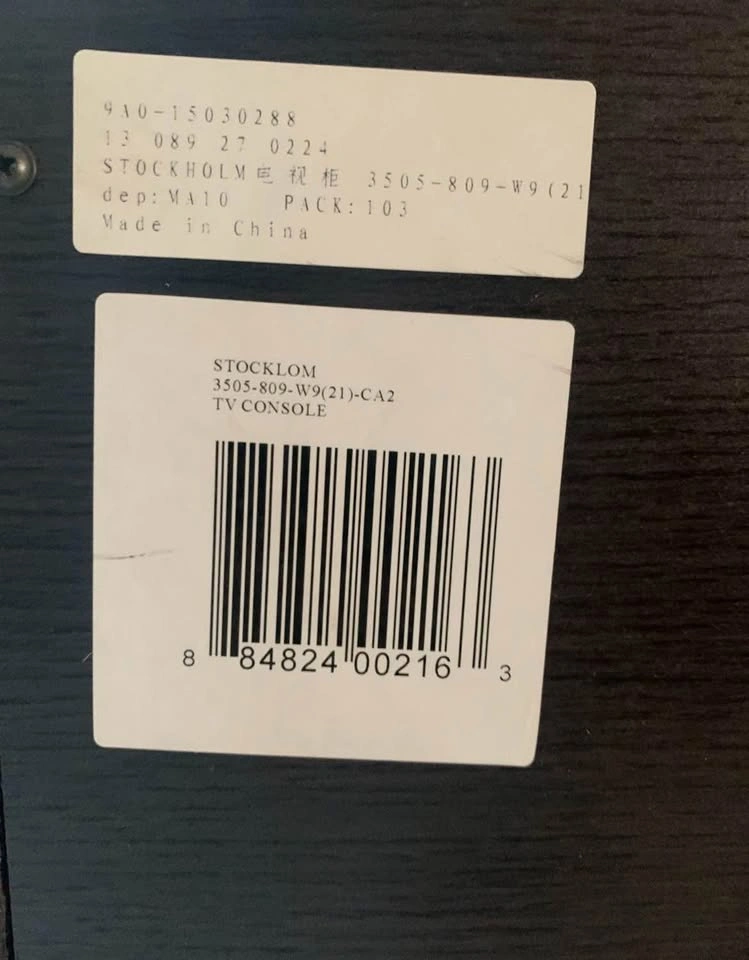 9A0-15030288
13 089 27 0224
STOCKHOLM电视柜 3505-809-W9(21
dep:MA10 PACK:103
Made in China
STOCKLOM
3505-809-W9(21)-CA2
TV CONSOLE
8 84824 00216 3